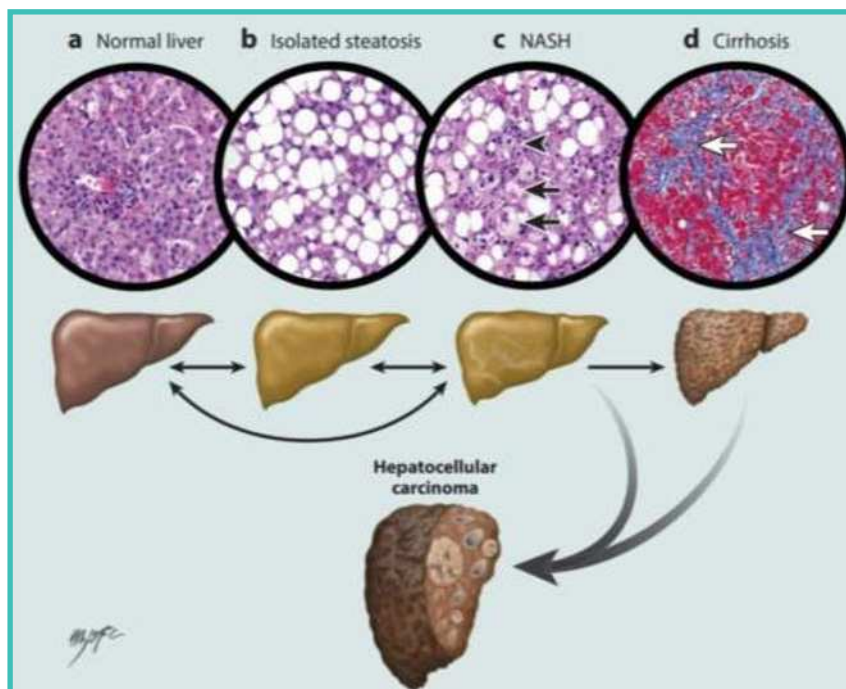 a Normal liver
b Isolated steatosis
c NASH
d Cirrhosis
Hepatocellular
carcinoma